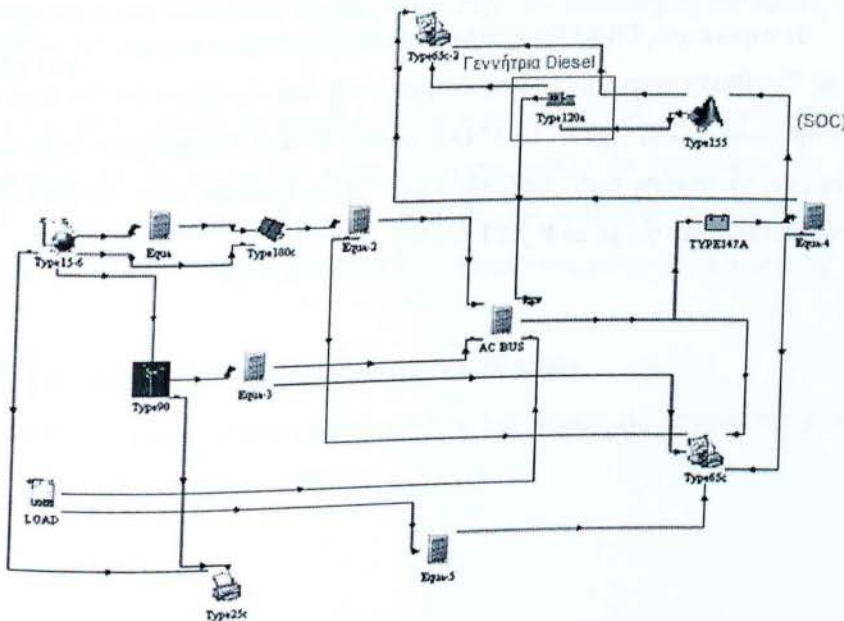 Type65c-2
Γεννήτρια Diesel
Type120a
Type155
(SOC)
Type15-6
Equa
Type180c
Equa-2
TYPE147A
Equa-4
AC BUS
Type90
Equa-3
Type65c
LOAD
Equa-5
Type25c